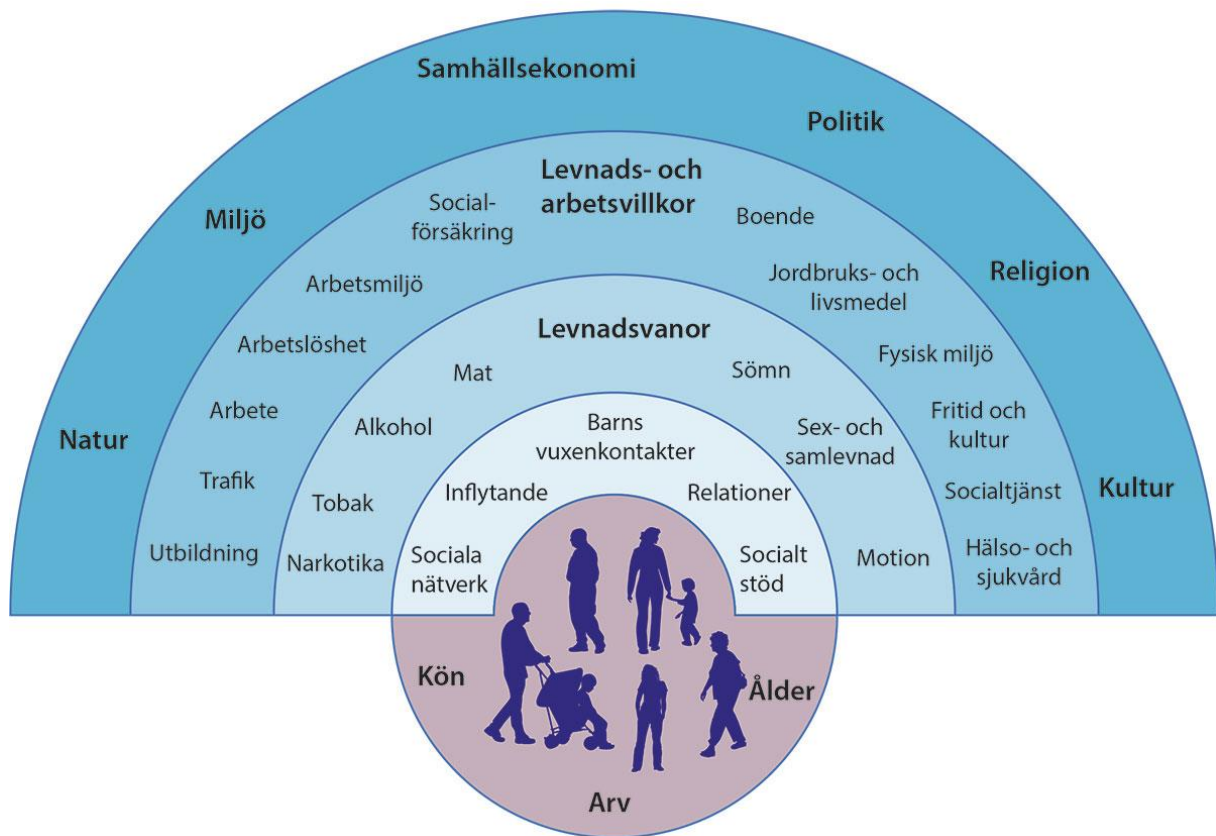 Samhällsekonomi
Politik
Miljö
Religion
Natur
Kultur
Levnads- och
arbetsvillkor
Social-
försäkring
Boende
Arbetsmiljö
Jordbruks- och
livsmedel
Arbetslöshet
Fysisk miljö
Arbete
Fritid och
kultur
Trafik
Socialtjänst
Utbildning
Hälso- och
sjukvård
Levnadsvanor
Mat
Sömn
Alkohol
Sex- och
samlevnad
Tobak
Narkotika
Motion
Barns
vuxenkontakter
Inflytande
Relationer
Sociala
nätverk
Socialt
stöd
Kön
Ålder
Arv